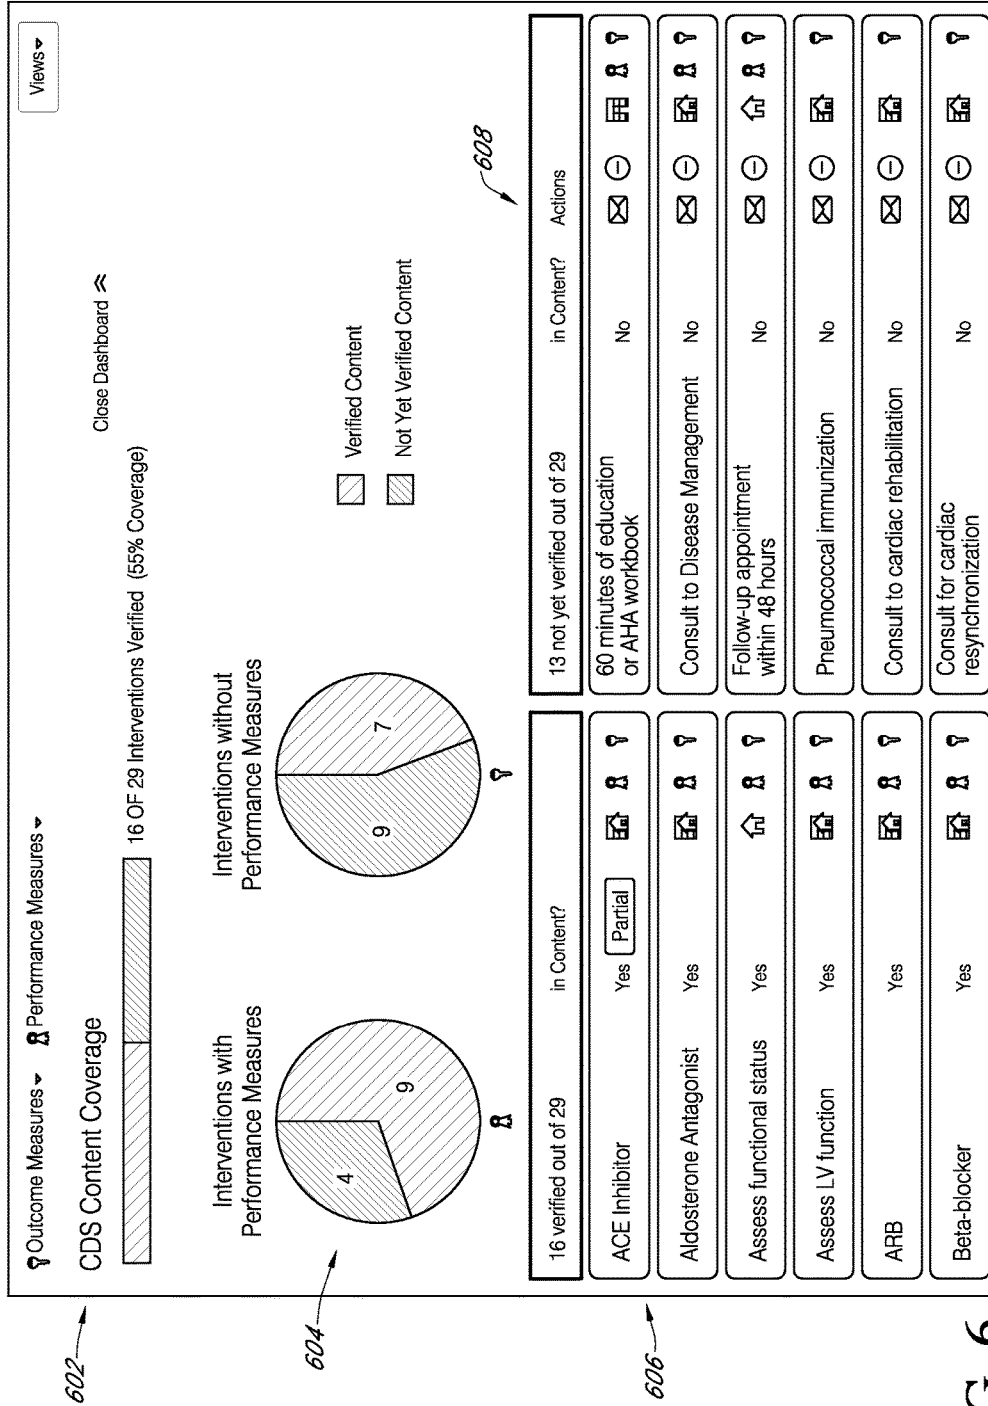 Outcome Measures
Performance Measures
Views
CDS Content Coverage
Close Dashboard
16 OF 29 Interventions Verified (55% Coverage)
602
Interventions with
Performance Measures
4
9
Interventions without
Performance Measures
9
7
Verified Content
Not Yet Verified Content
604
608
16 verified out of 29
in Content?
ACE Inhibitor
Yes
Partial
Aldosterone Antagonist
Yes
Assess functional status
Yes
Assess LV function
Yes
ARB
Yes
Beta-blocker
Yes
606
13 not yet verified out of 29
in Content?
Actions
60 minutes of education
or AHA workbook
No
Consult to Disease Management
No
Follow-up appointment
within 48 hours
No
Pneumococcal immunization
No
Consult to cardiac rehabilitation
No
Consult for cardiac
resynchronization
No